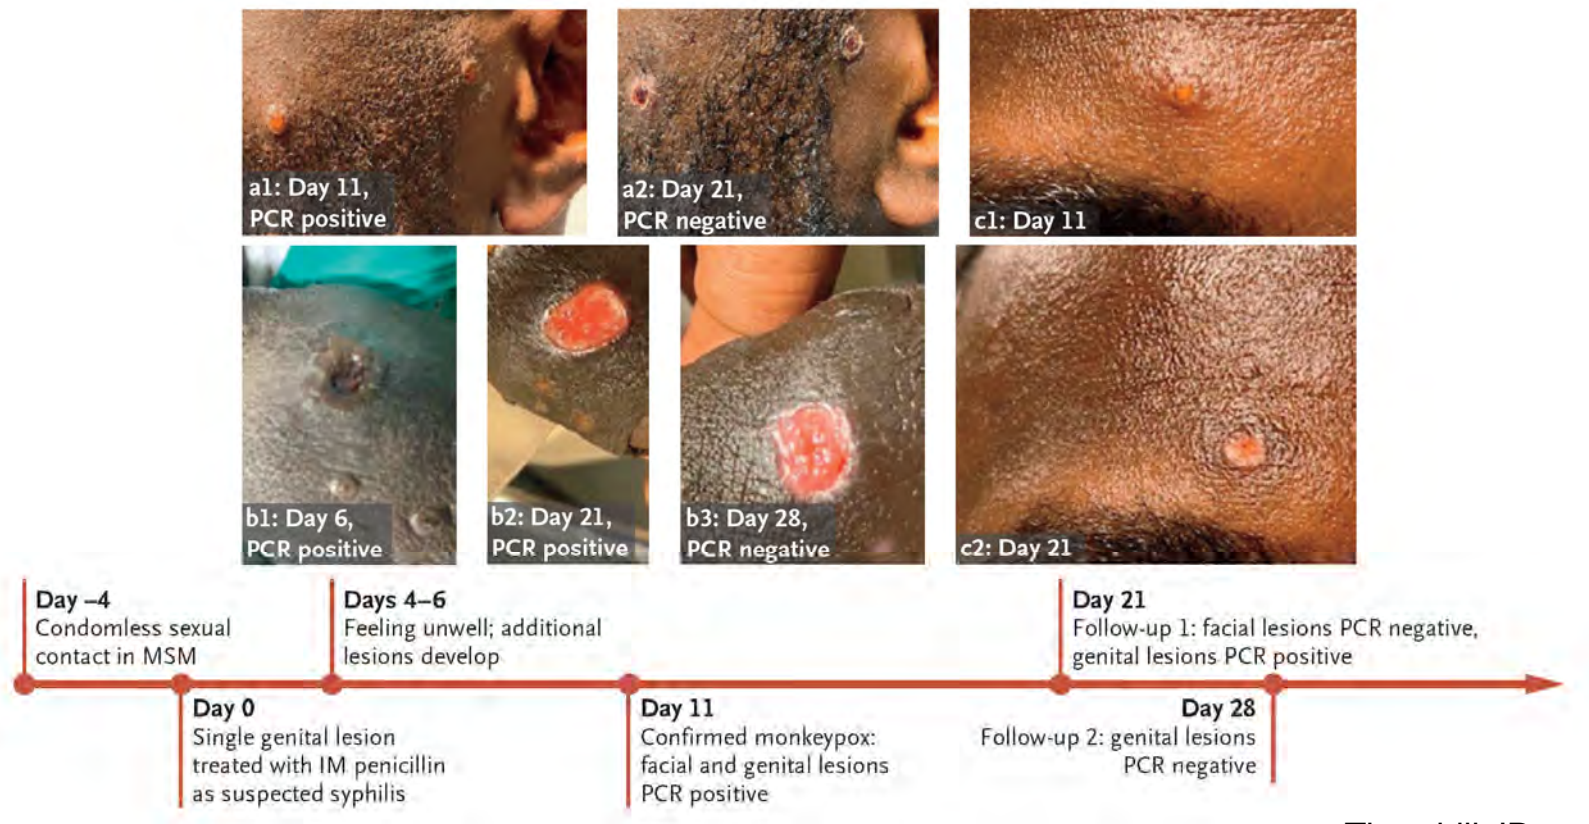 a1: Day 11,
PCR positive
a2: Day 21,
PCR negative
c1: Day 11
b1: Day 6,
PCR positive
b2: Day 21,
PCR positive
b3: Day 28,
PCR negative
c2: Day 21
Day –4
Condomless sexual
contact in MSM
Days 4–6
Feeling unwell; additional
lesions develop
Day 21
Follow-up 1: facial lesions PCR negative,
genital lesions PCR positive
Day 0
Single genital lesion
treated with IM penicillin
as suspected syphilis
Day 11
Confirmed monkeypox:
facial and genital lesions
PCR positive
Day 28
Follow-up 2: genital lesions
PCR negative